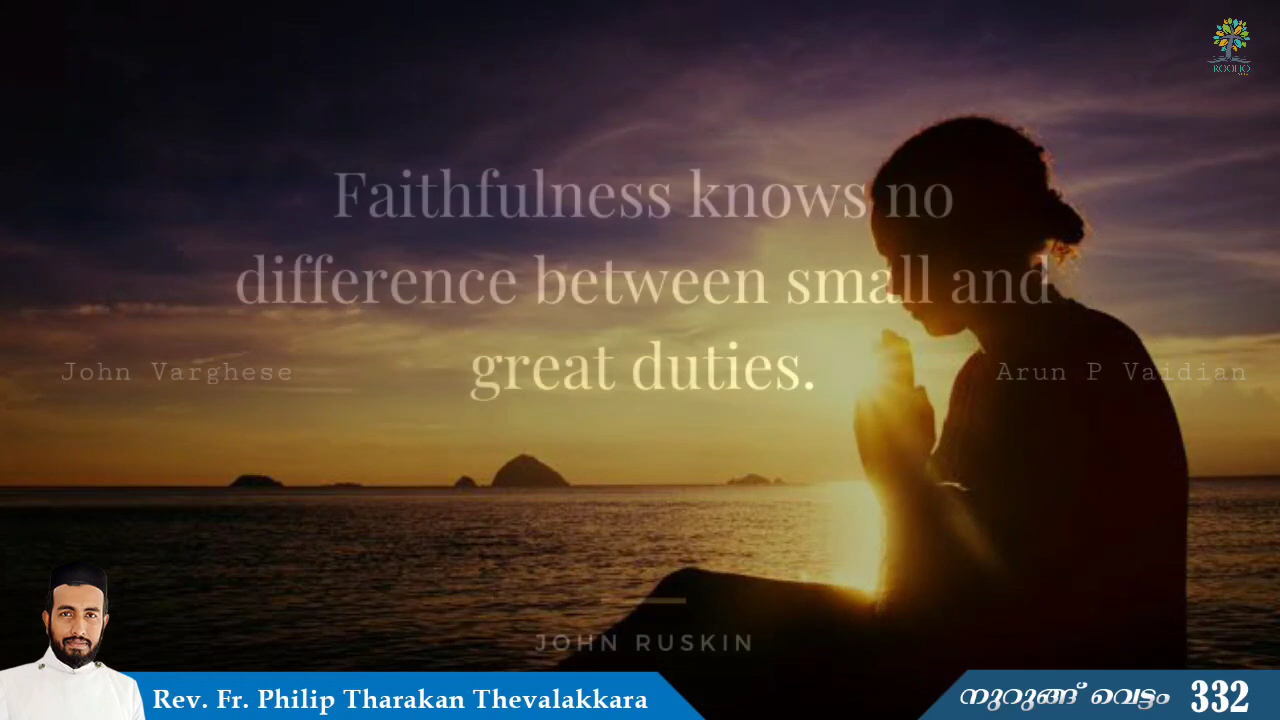 ROOHO
Faithfulness knows no
difference between small and
great duties.
John Varghese
Arun P Vaidian
JOHN RUSKIN
Rev. Fr. Philip Tharakan Thevalakkara
നുറുങ്ങ് വെട്ടം 332